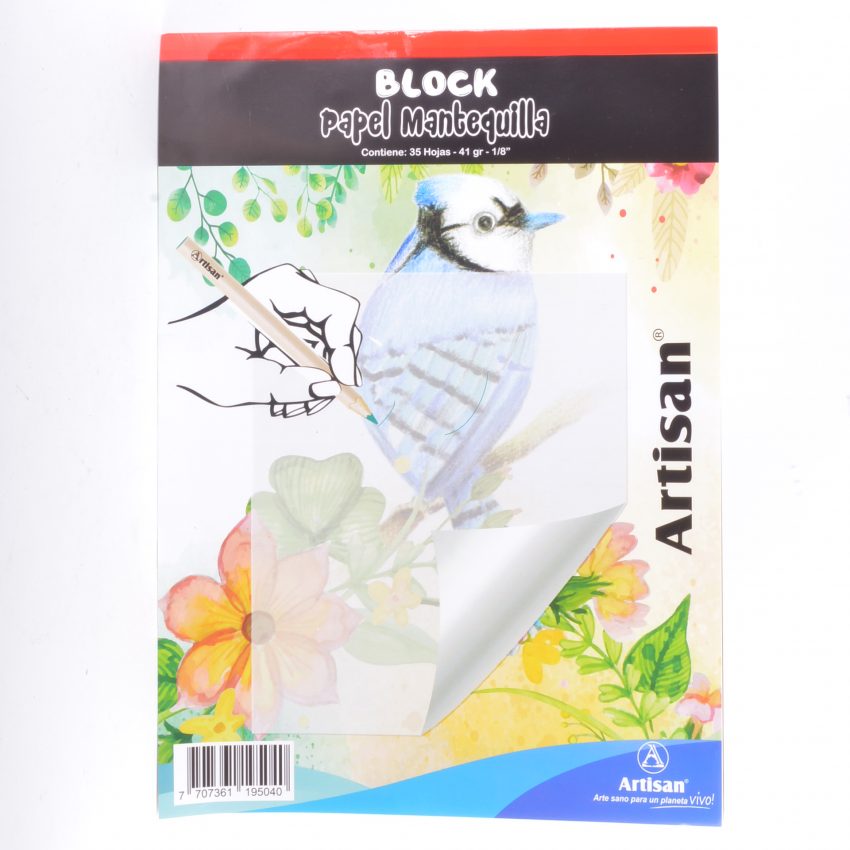 BLOCK
Papel Mantequilla
Contiene: 35 Hojas - 41 gr - 1/8”
Artisan
Artisan®
7 707361 195040
Artisan®
Arte sano para un planeta vivo!